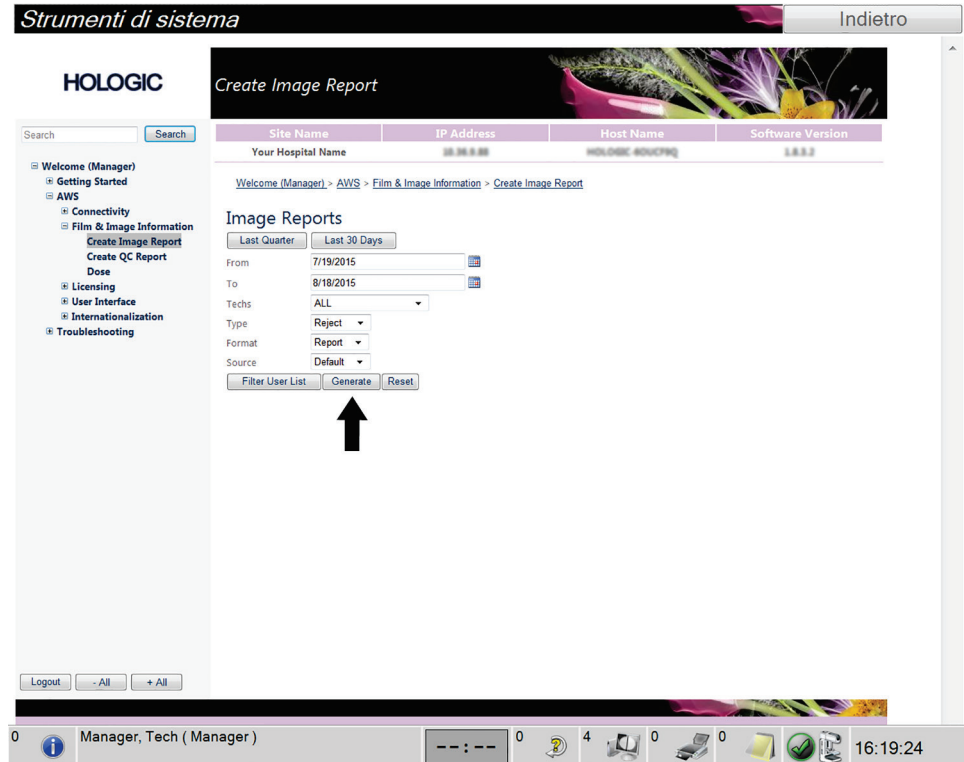 Strumenti di sistema
Indietro
HOLOGIC
Create Image Report
Search
Search
Site Name IP Address Host Name Software Version
Your Hospital Name
Welcome (Manager)
Getting Started
AWS
Connectivity
Film & Image Information
Create Image Report
Create QC Report
Dose
Licensing
User Interface
Internationalization
Troubleshooting
Welcome (Manager) > AWS > Film & Image Information > Create Image Report
Image Reports
Last Quarter Last 30 Days
From 7/19/2015
To 8/18/2015
Techs ALL
Type Reject
Format Report
Source Default
Filter User List Generate Reset
Logout - All + All
0 Manager, Tech ( Manager ) --:-- 0 4 0 0 16:19:24